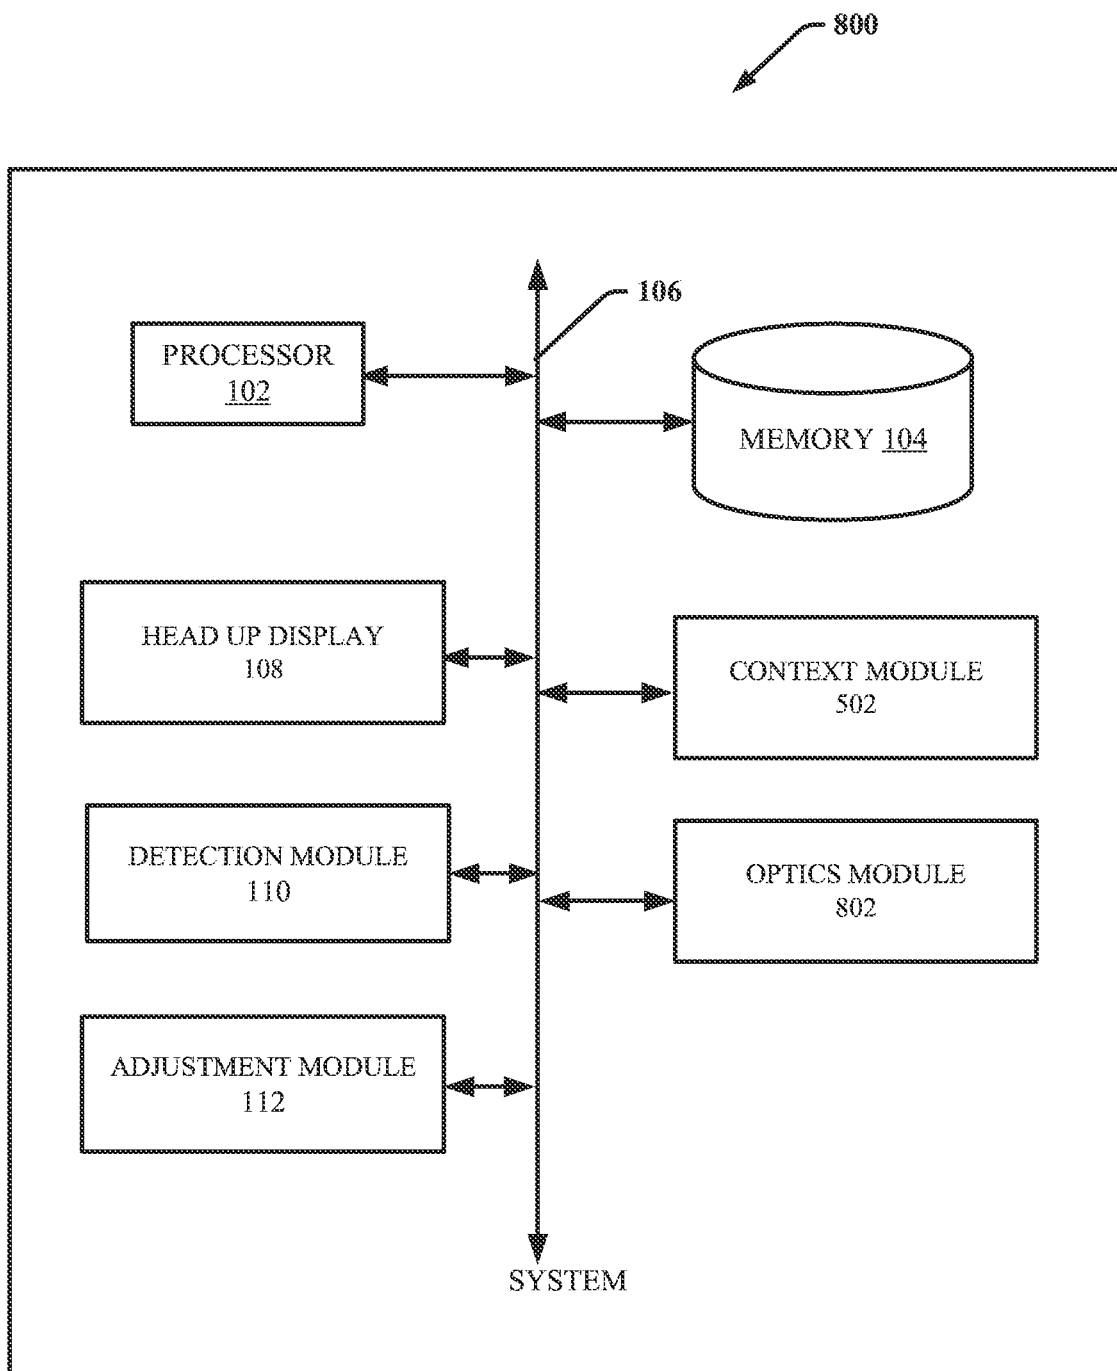 800
106
PROCESSOR
102
MEMORY 104
HEAD UP DISPLAY
108
CONTEXT MODULE
502
DETECTION MODULE
110
OPTICS MODULE
802
ADJUSTMENT MODULE
112
SYSTEM